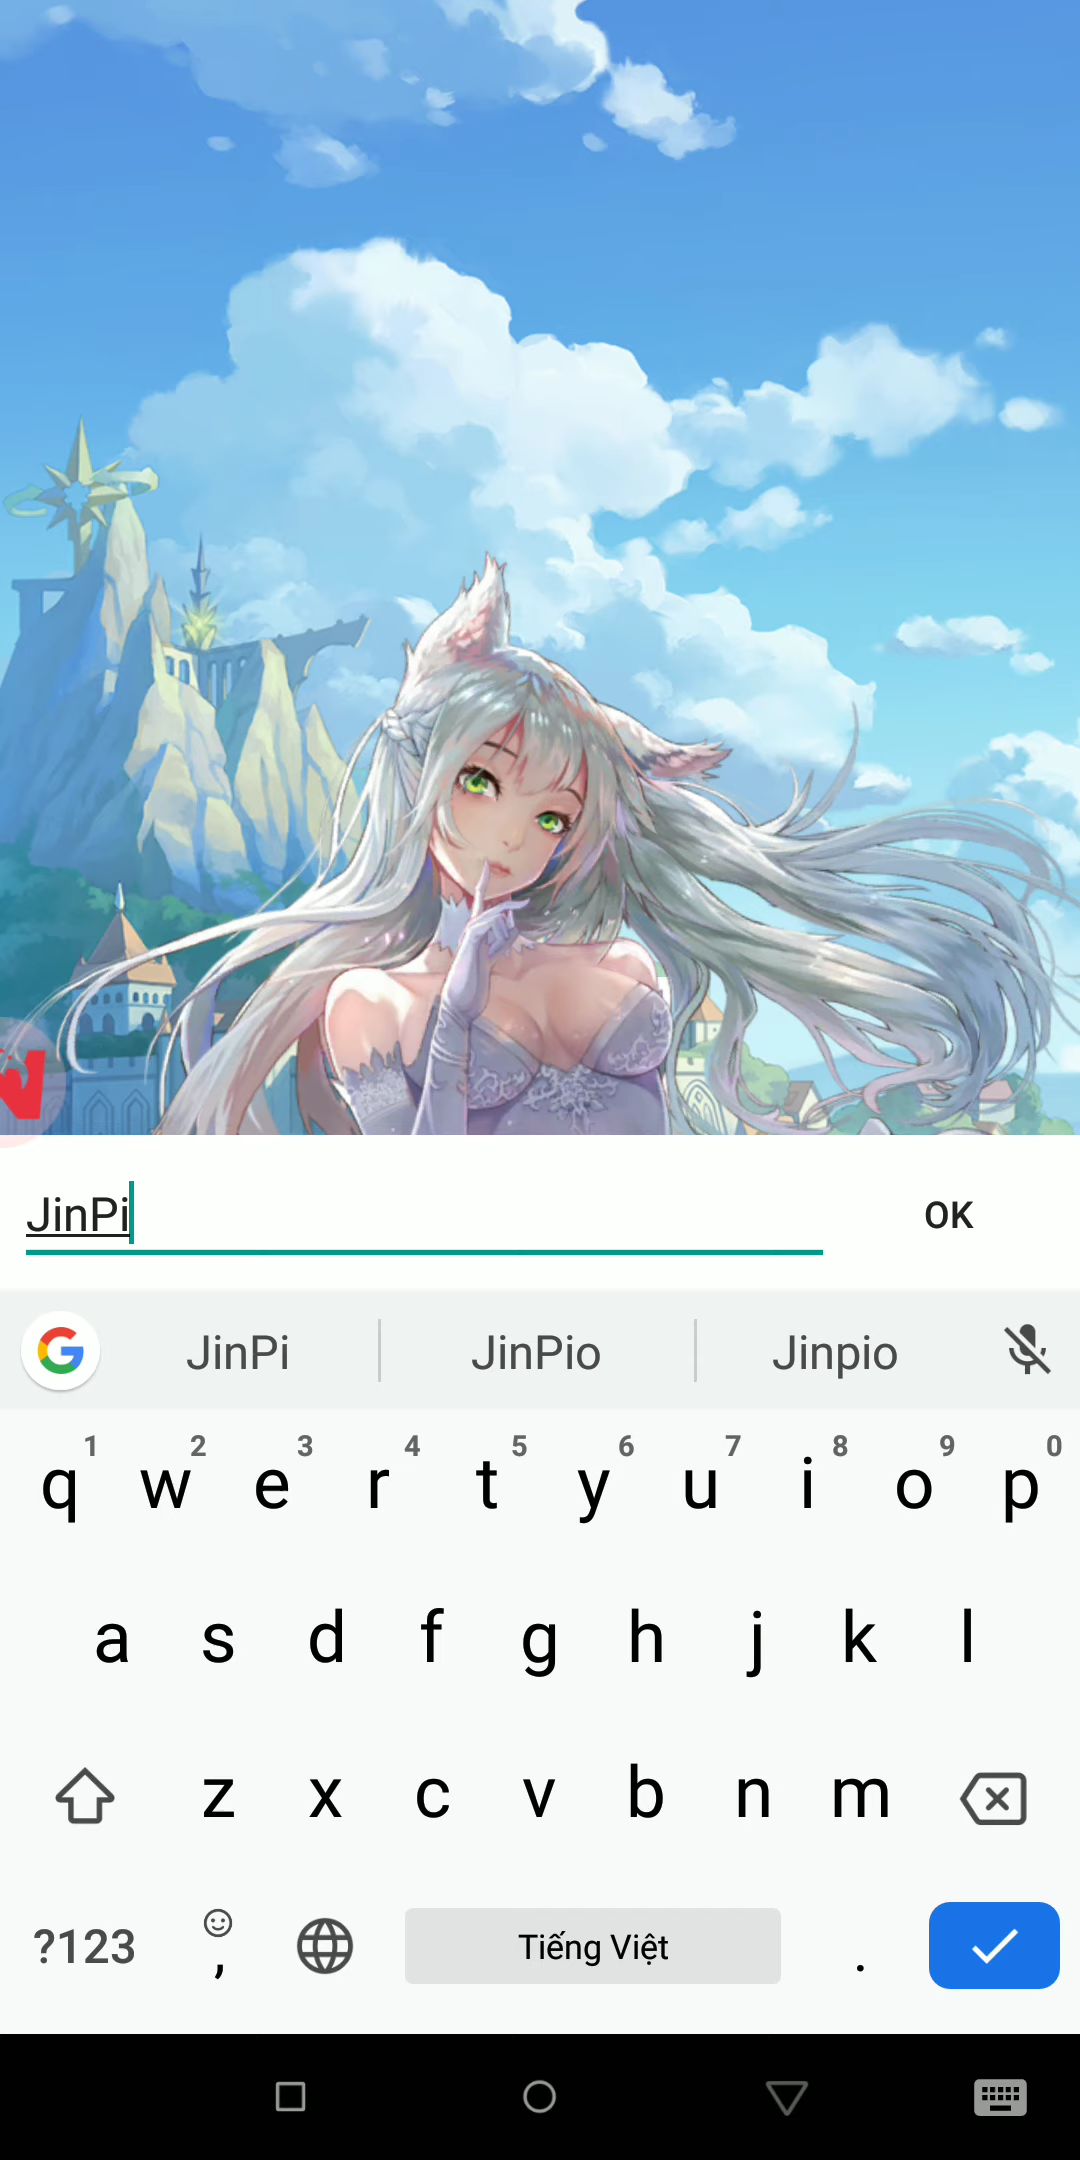 JinPi
OK
JinPi JinPio Jinpio
1 2 3 4 5 6 7 8 9 0
q w e r t y u i o p
a s d f g h j k l
z x c v b n m
?123 , Tiếng Việt .